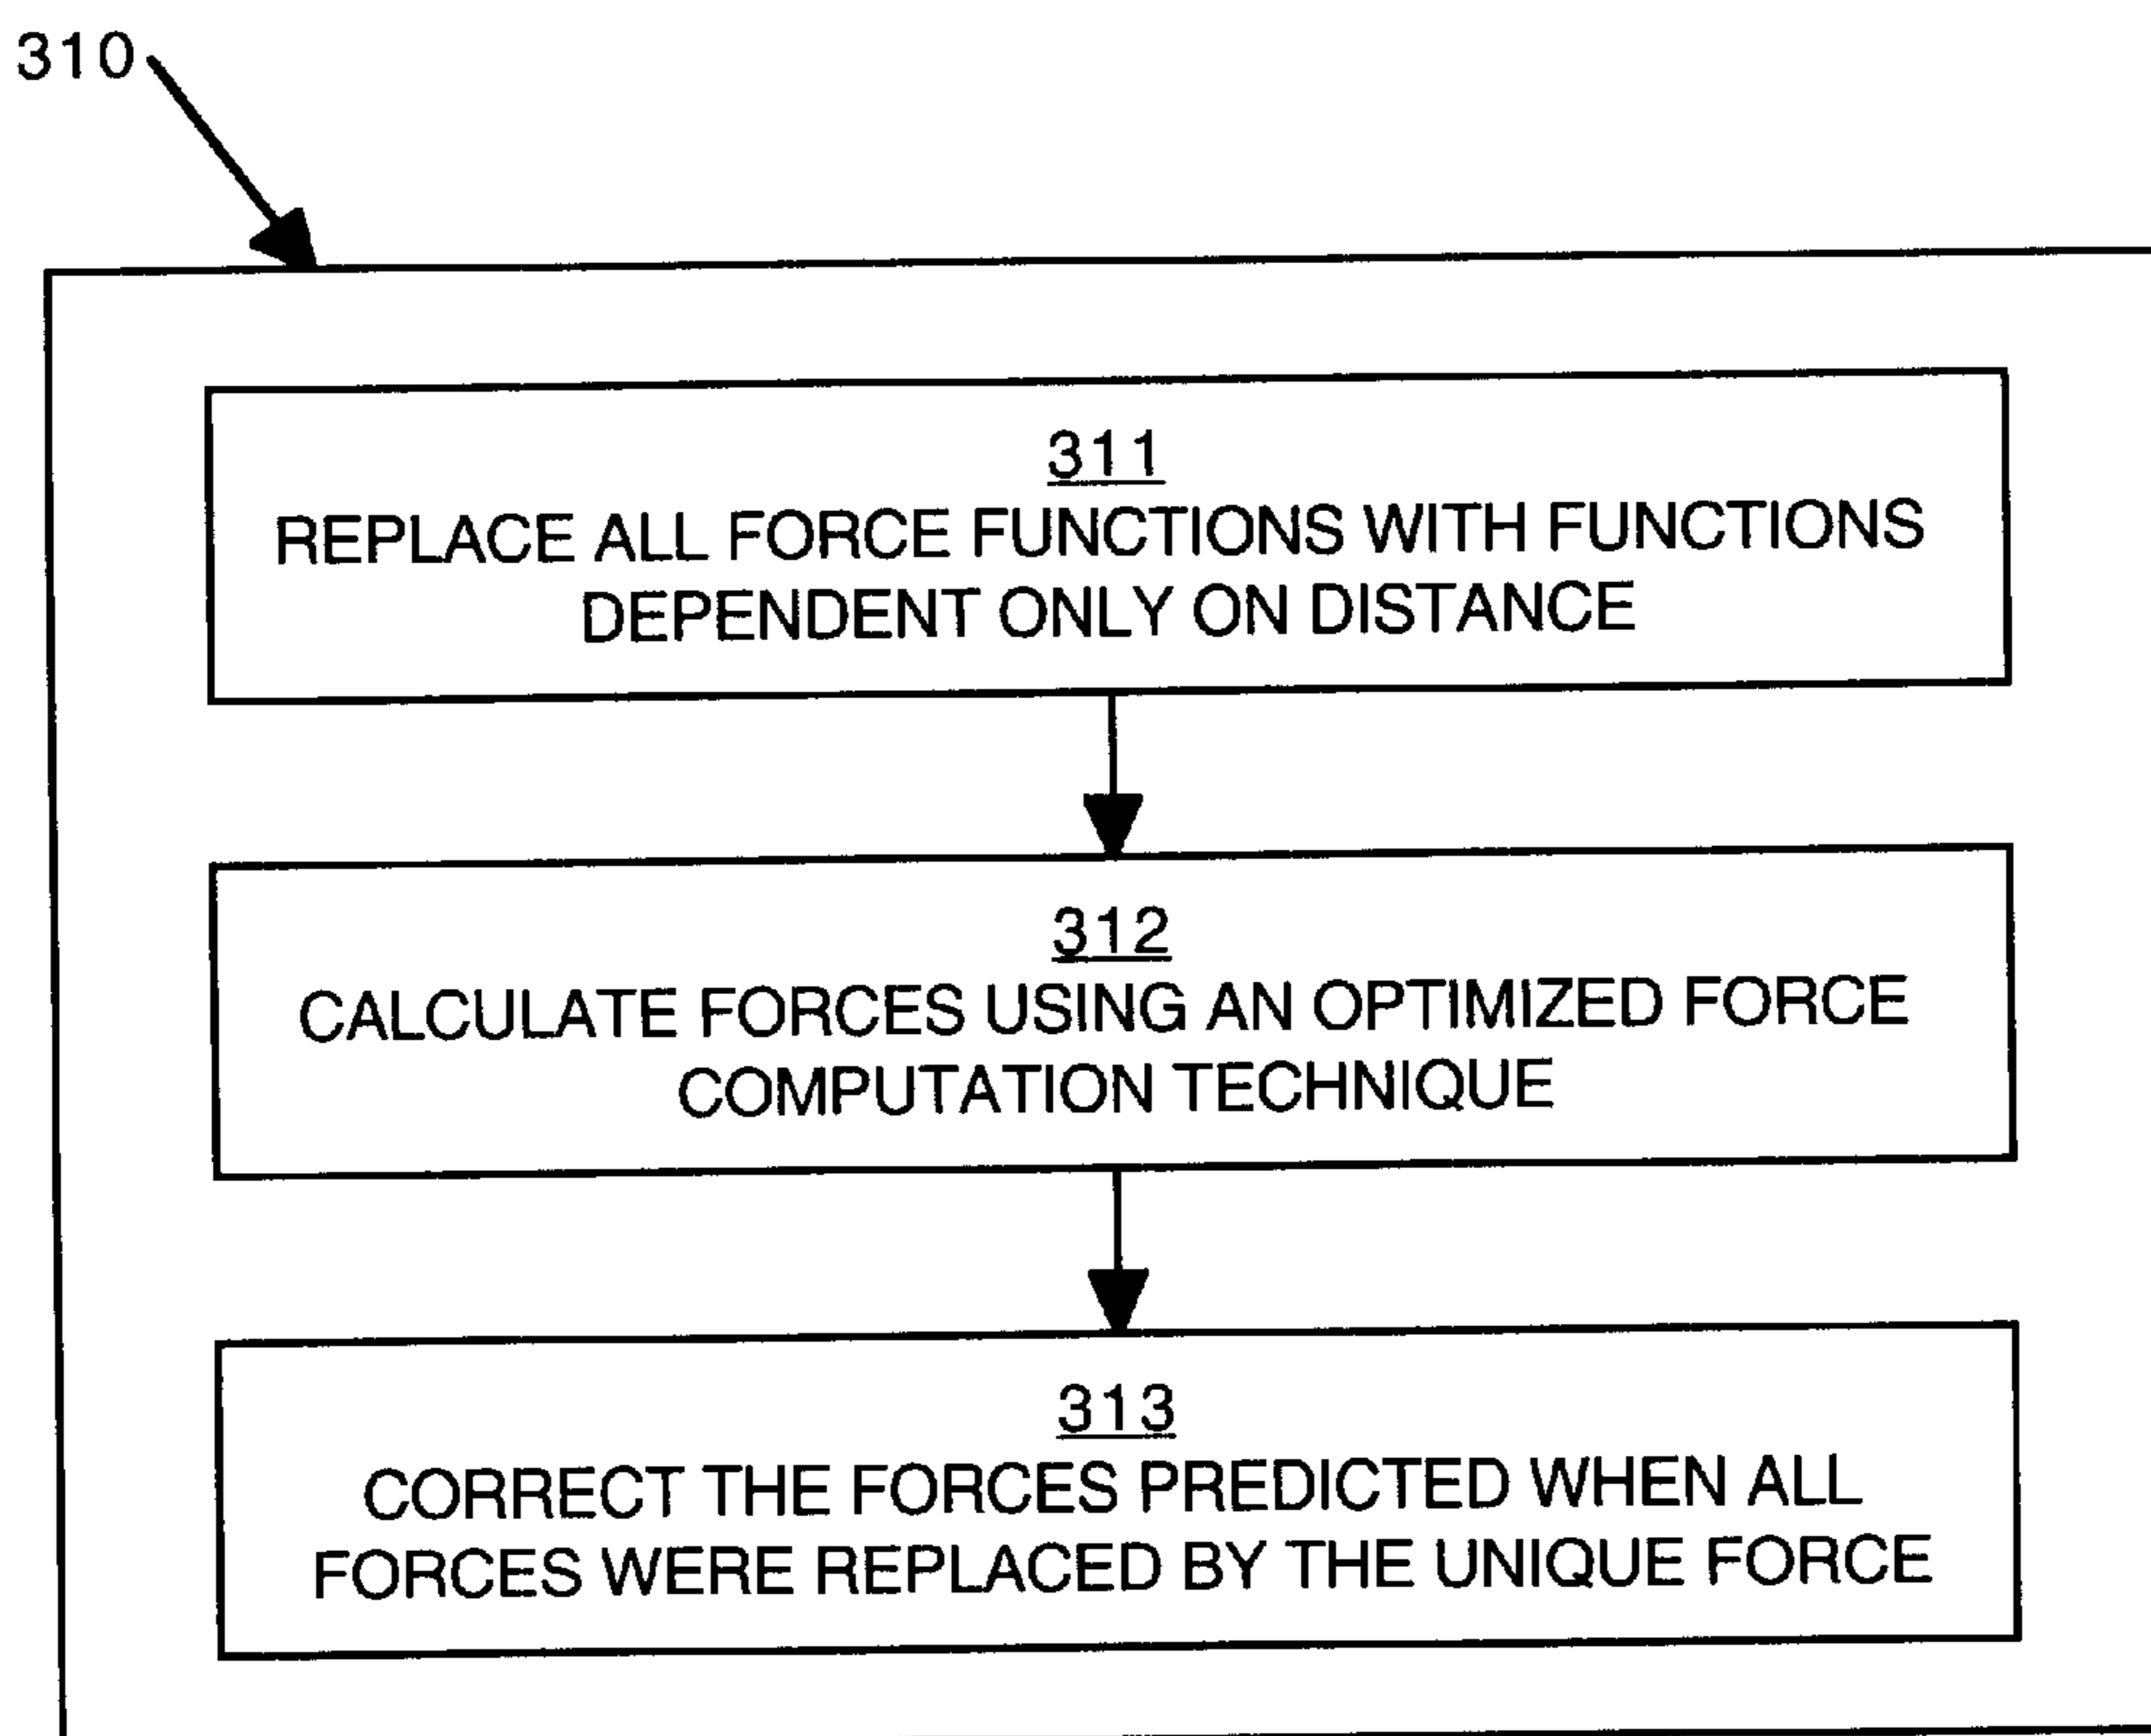 310
311
REPLACE ALL FORCE FUNCTIONS WITH FUNCTIONS
DEPENDENT ONLY ON DISTANCE
312
CALCULATE FORCES USING AN OPTIMIZED FORCE
COMPUTATION TECHNIQUE
313
CORRECT THE FORCES PREDICTED WHEN ALL
FORCES WERE REPLACED BY THE UNIQUE FORCE